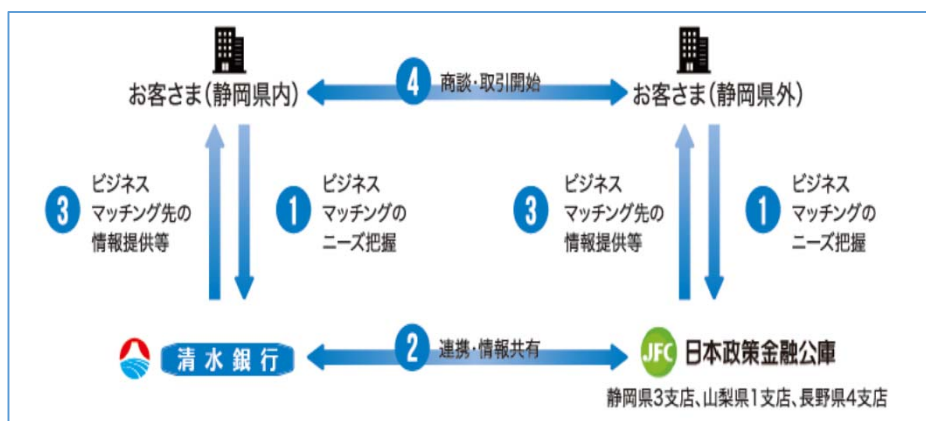 お客さま(静岡県内)
4 商談・取引開始
お客さま(静岡県外)
3 ビジネス
マッチング先の
情報提供等
1 ビジネス
マッチングの
ニーズ把握
3 ビジネス
マッチング先の
情報提供等
1 ビジネス
マッチングの
ニーズ把握
清水銀行
2 連携・情報共有
JFC 日本政策金融公庫
静岡県3支店、山梨県1支店、長野県4支店